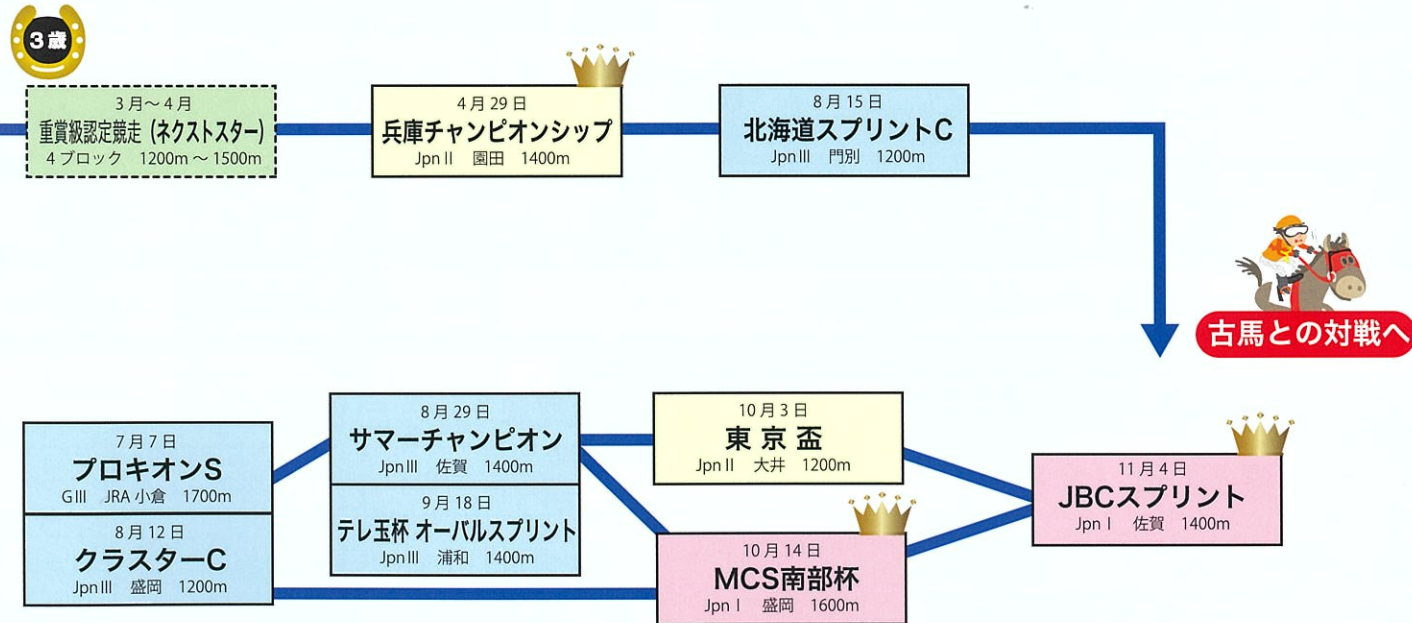 3歳
3月～4月
重賞級認定競走(ネクストスター)
4ブロック 1200m～1500m
4月29日
兵庫チャンピオンシップ
JpnⅡ 園田 1400m
8月15日
北海道スプリントC
JpnⅢ 門別 1200m
古馬との対戦へ
7月7日
プロキオンS
GⅢ JRA小倉 1700m
8月12日
クラスターC
JpnⅢ 盛岡 1200m
8月29日
サマーチャンピオン
JpnⅢ 佐賀 1400m
9月18日
テレ玉杯 オーバルスプリント
JpnⅢ 浦和 1400m
10月3日
東京盃
JpnⅡ 大井 1200m
10月14日
MCS南部杯
JpnⅠ 盛岡 1600m
11月4日
JBCスプリント
JpnⅠ 佐賀 1400m